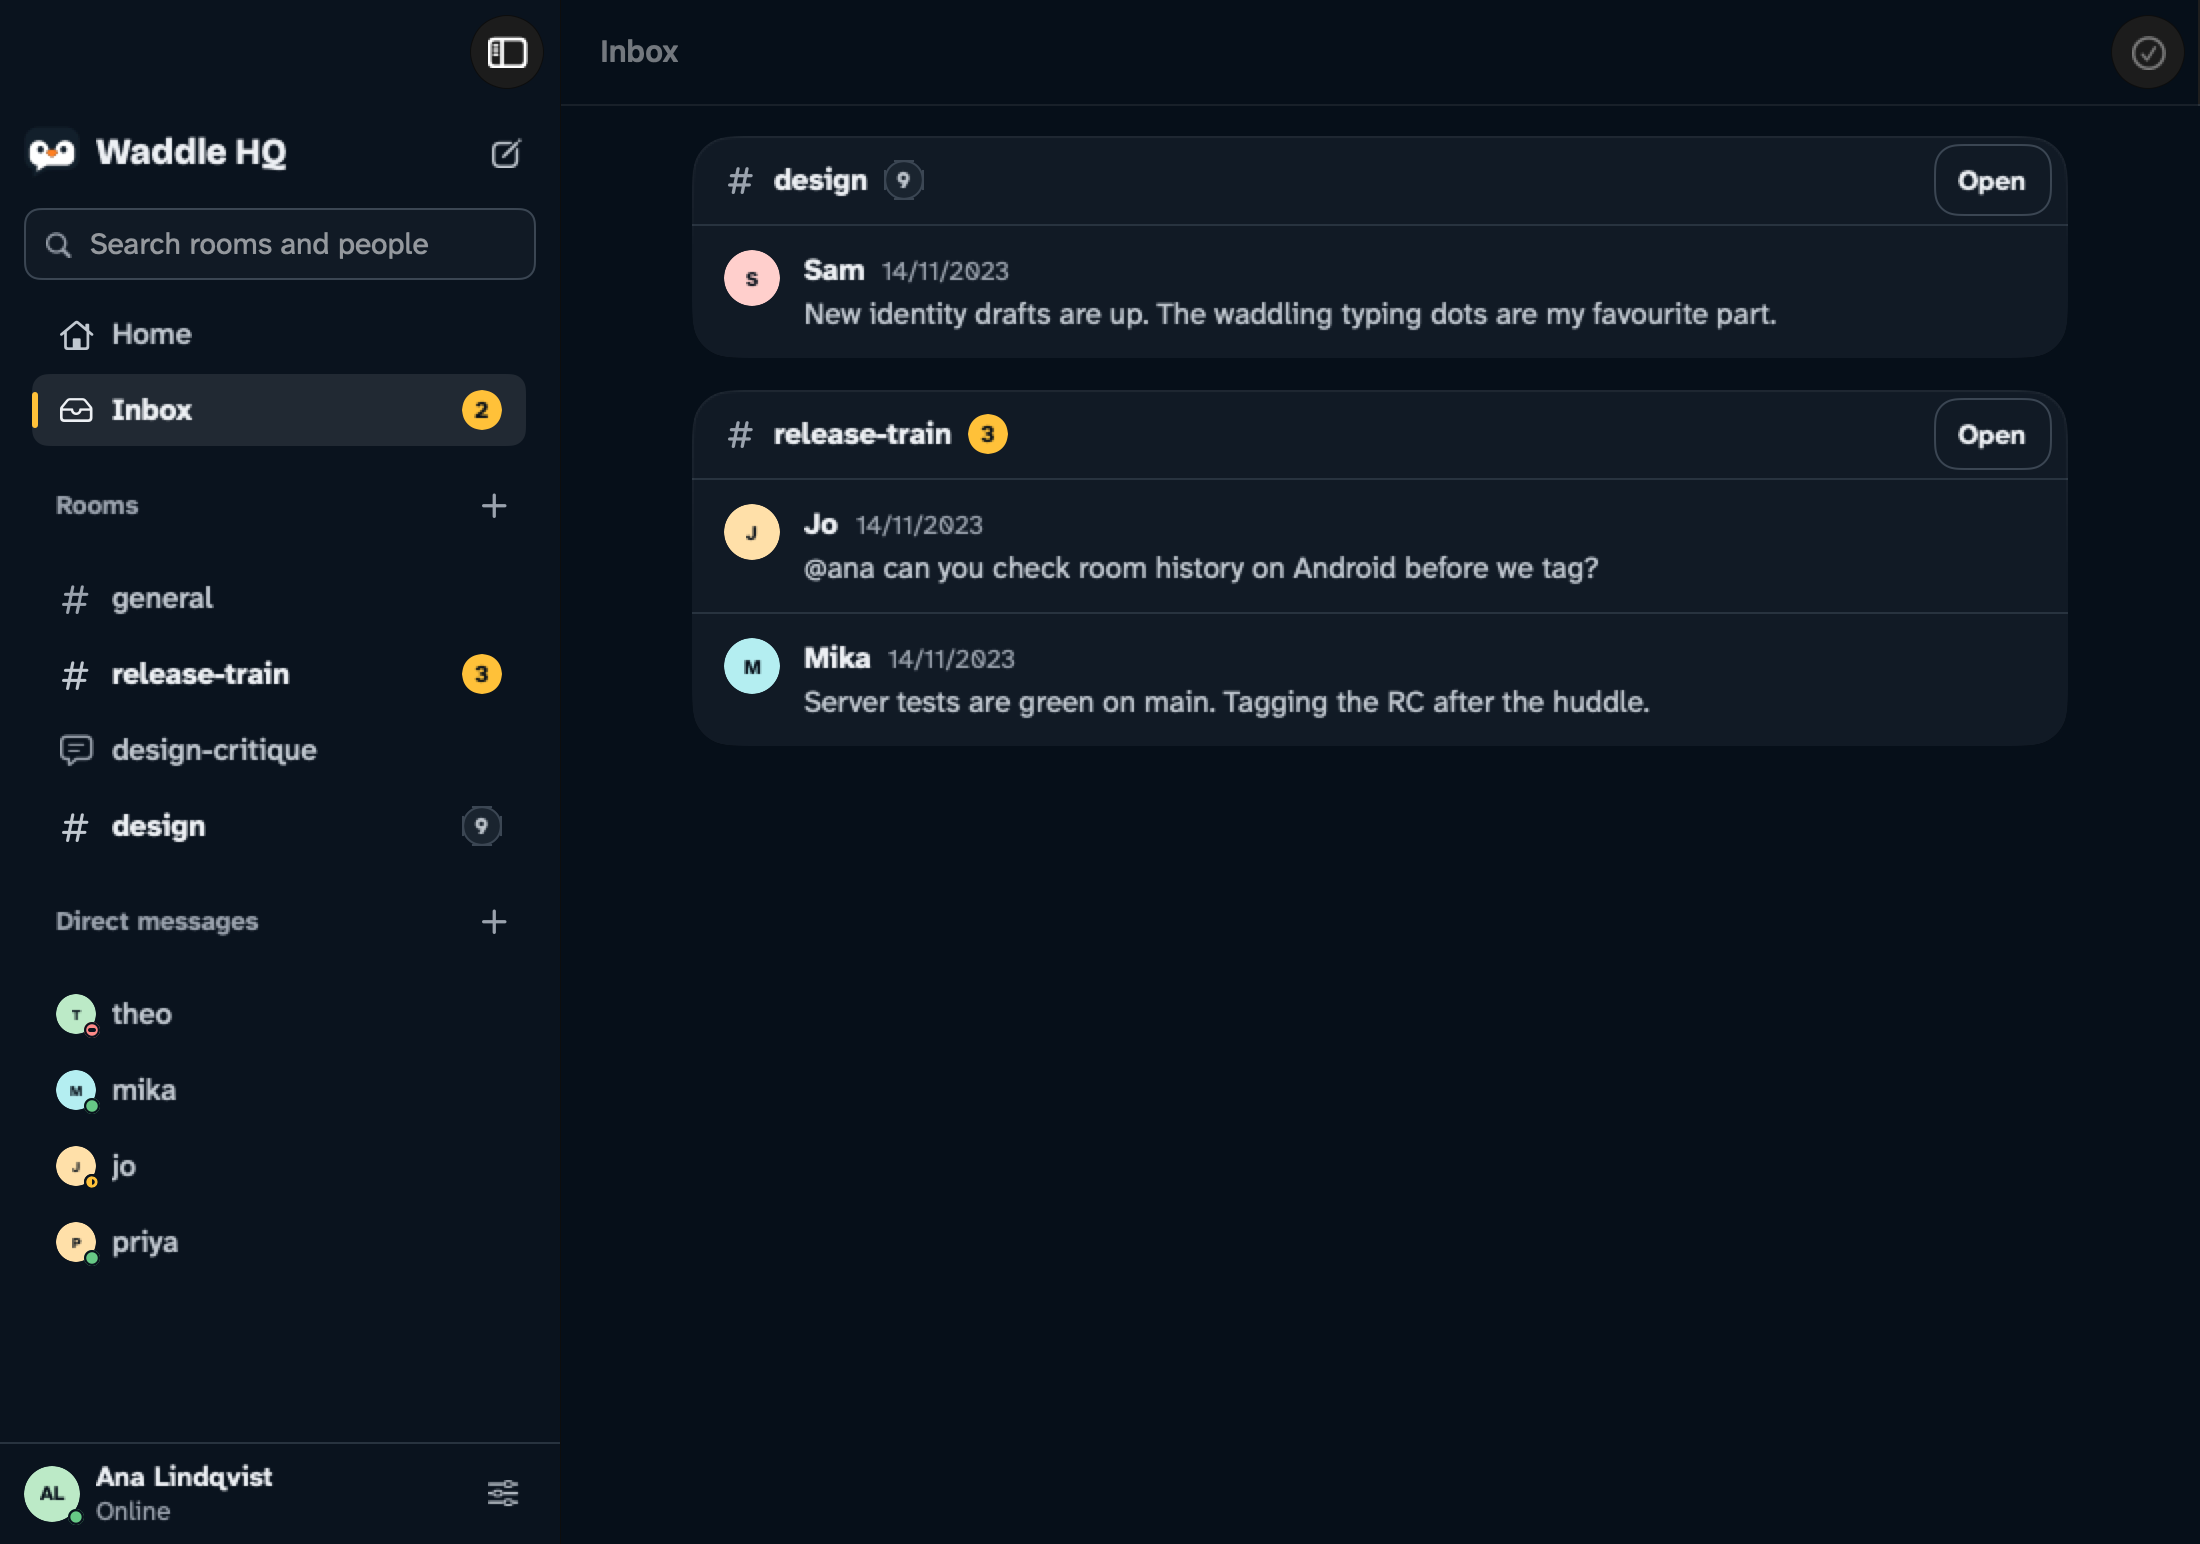 Waddle HQ
Search rooms and people
Home
Inbox 2
Rooms
general
release-train 3
design-critique
design 9
Direct messages
T theo
M mika
J jo
P priya
AL Ana Lindqvist
Online
Inbox
# design 9 Open
S Sam 14/11/2023
New identity drafts are up. The waddling typing dots are my favourite part.
# release-train 3 Open
J Jo 14/11/2023
@ana can you check room history on Android before we tag?
M Mika 14/11/2023
Server tests are green on main. Tagging the RC after the huddle.